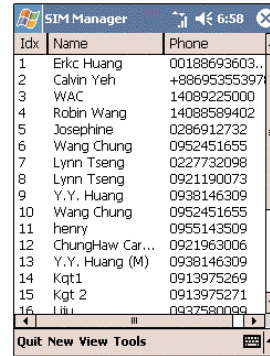 SIM Manager 6:58
Idx Name Phone
1 Erkc Huang 00188693603..
2 Calvin Yeh +88695355397
3 WAC 14089225000
4 Robin Wang 14088589402
5 Josephine 0286912732
6 Wang Chung 0952451655
7 Lynn Tseng 0227732098
8 Lynn Tseng 0921190073
9 Y.Y. Huang 0938146309
10 Wang Chung 0952451655
11 henry 0955143509
12 ChungHaw Car... 0921963006
13 Y.Y. Huang (M) 0938146309
14 Kqt1 0913975269
15 Kgt 2 0913975271
16 0937580099
Quit New View Tools